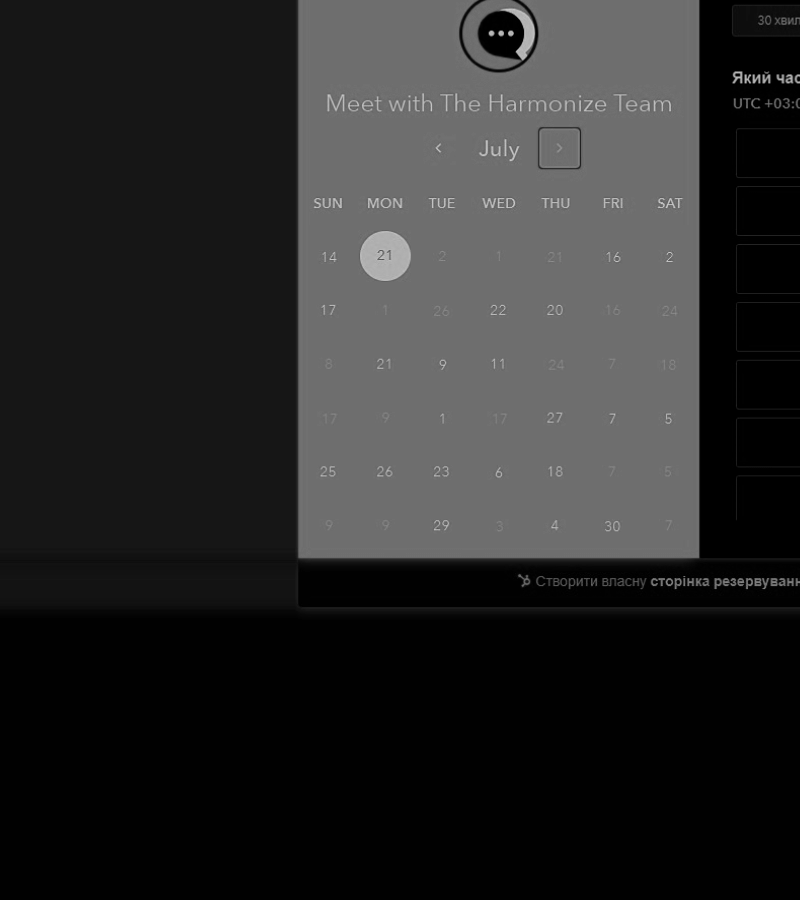 30 хвил
Meet with The Harmonize Team
Який час
UTC +03:0
July
SUN MON TUE WED THU FRI SAT
14 21 2 1 21 16 2
17 1 26 22 20 16 24
8 21 9 11 24 7 18
17 9 1 17 27 7 5
25 26 23 6 18 7 5
9 9 29 3 4 30 7
Створити власну сторінка резервуванн